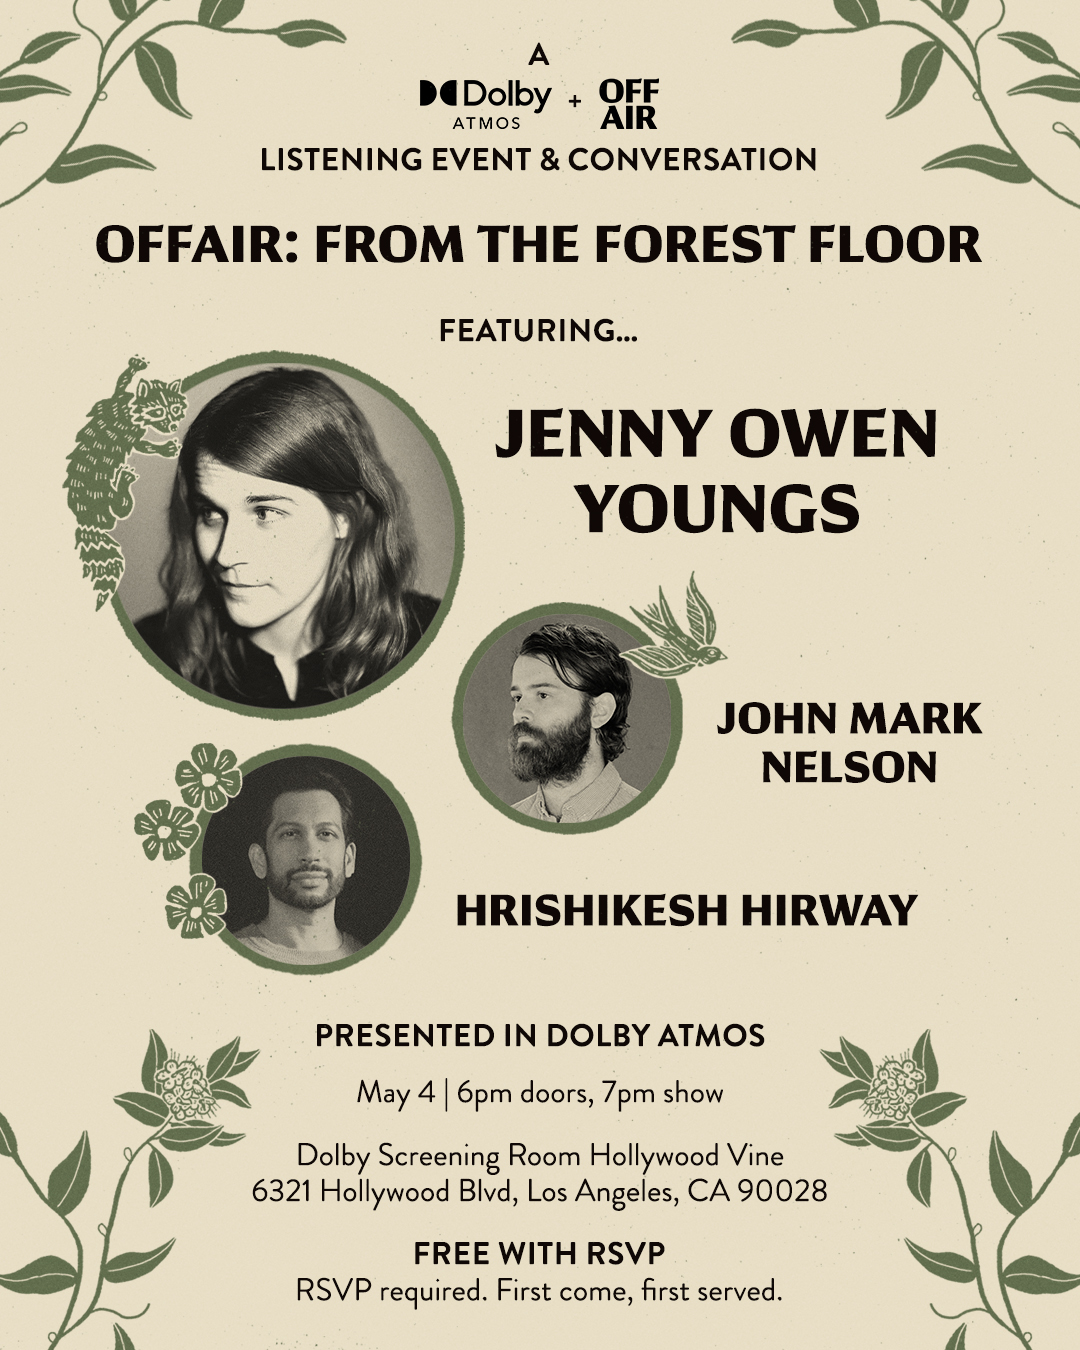 A
Dolby + OFF
ATMOS AIR
LISTENING EVENT & CONVERSATION
OFFAIR: FROM THE FOREST FLOOR
FEATURING...
JENNY OWEN
YOUNGS
JOHN MARK
NELSON
HRISHIKESH HIRWAY
PRESENTED IN DOLBY ATMOS
May 4 | 6pm doors, 7pm show
Dolby Screening Room Hollywood Vine
6321 Hollywood Blvd, Los Angeles, CA 90028
FREE WITH RSVP
RSVP required. First come, first served.